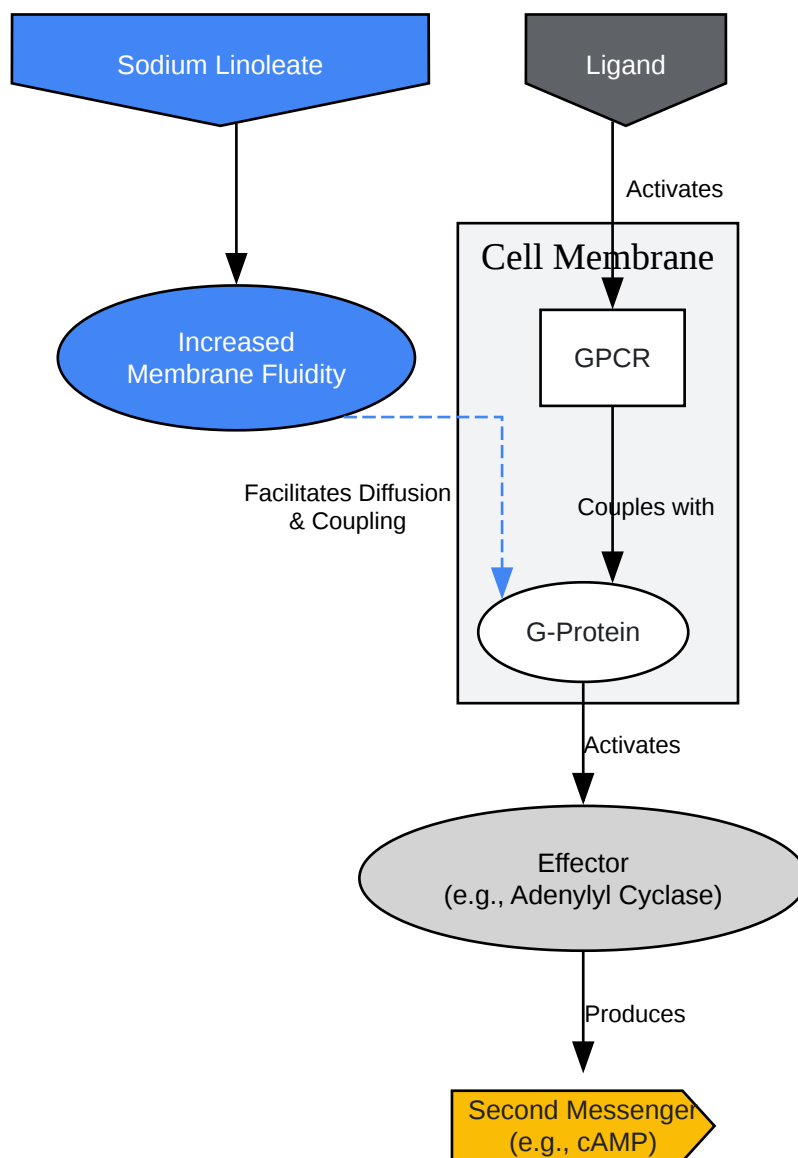 Sodium Linoleate
Ligand
Activates
Cell Membrane
Increased
Membrane Fluidity
GPCR
Facilitates Diffusion
& Coupling
Couples with
G-Protein
Activates
Effector
(e.g., Adenylyl Cyclase)
Produces
Second Messenger
(e.g., cAMP)